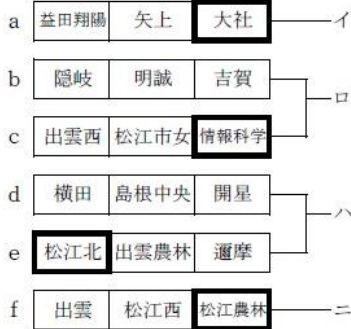 a 益田翔陽 矢上 大社 イ
b 隠岐 明誠 吉賀
ロ
c 出雲西 松江市女 情報科学
d 横田 島根中央 開星
ハ
e 松江北 出雲農林 邇摩
f 出雲 松江西 松江農林 ニ